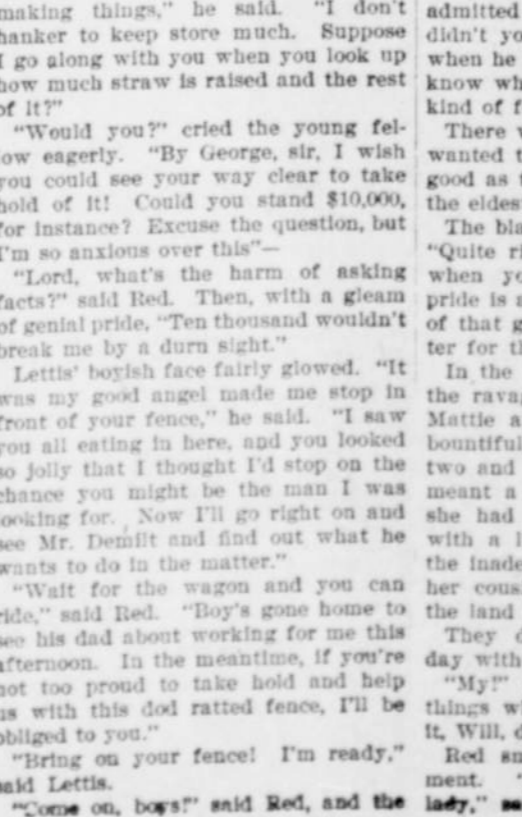 making things," he said. "I don't
hanker to keep store much. Suppose
I go along with you when you look up
how much straw is raised and the rest
of it?"
"Would you?" cried the young fel-
low eagerly. "By George, sir, I wish
you could see your way clear to take
hold of it! Could you stand $10,000,
for instance? Excuse the question, but
I'm so anxious over this"—
"Lord, what's the harm of asking
facts?" said Red. Then, with a gleam
of genial pride, "Ten thousand wouldn't
break me by a durn sight."
Lettis' boyish face fairly glowed. "It
was my good angel made me stop in
front of your fence," he said. "I saw
you all eating in here, and you looked
so jolly that I thought I'd stop on the
chance you might be the man I was
looking for. Now I'll go right on and
see Mr. Demilt and find out what he
wants to do in the matter."
"Wait for the wagon and you can
ride," said Red. "Boy's gone home to
see his dad about working for me this
afternoon. In the meantime, if you're
not too proud to take hold and help
us with this dod ratted fence, I'll be
obliged to you."
"Bring on your fence! I'm ready,"
said Lettis.
"Come on, boys!" said Red, and the
admitted
didn't
when he
know
kind of
There
wanted
good as
the
The
"Quite
when
pride is
of that
ter for
In the
the
Mattie
bountiful
two and
meant a
she had
with a
the
her
the land
They
day with
"My!"
things
it, Will,
Red
ment.
lady,"